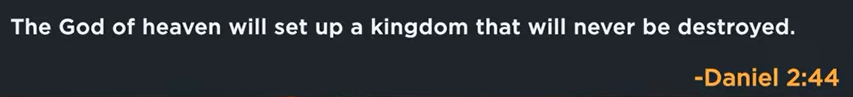 The God of heaven will set up a kingdom that will never be destroyed.
-Daniel 2:44